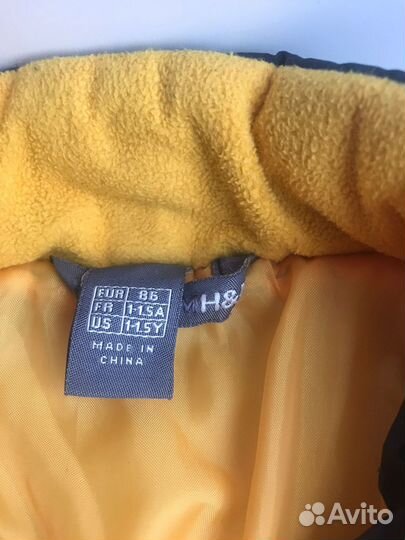 EUR 86
FR 1-1.5A
US 1-1.5Y
MADE IN
CHINA
H&
Avito